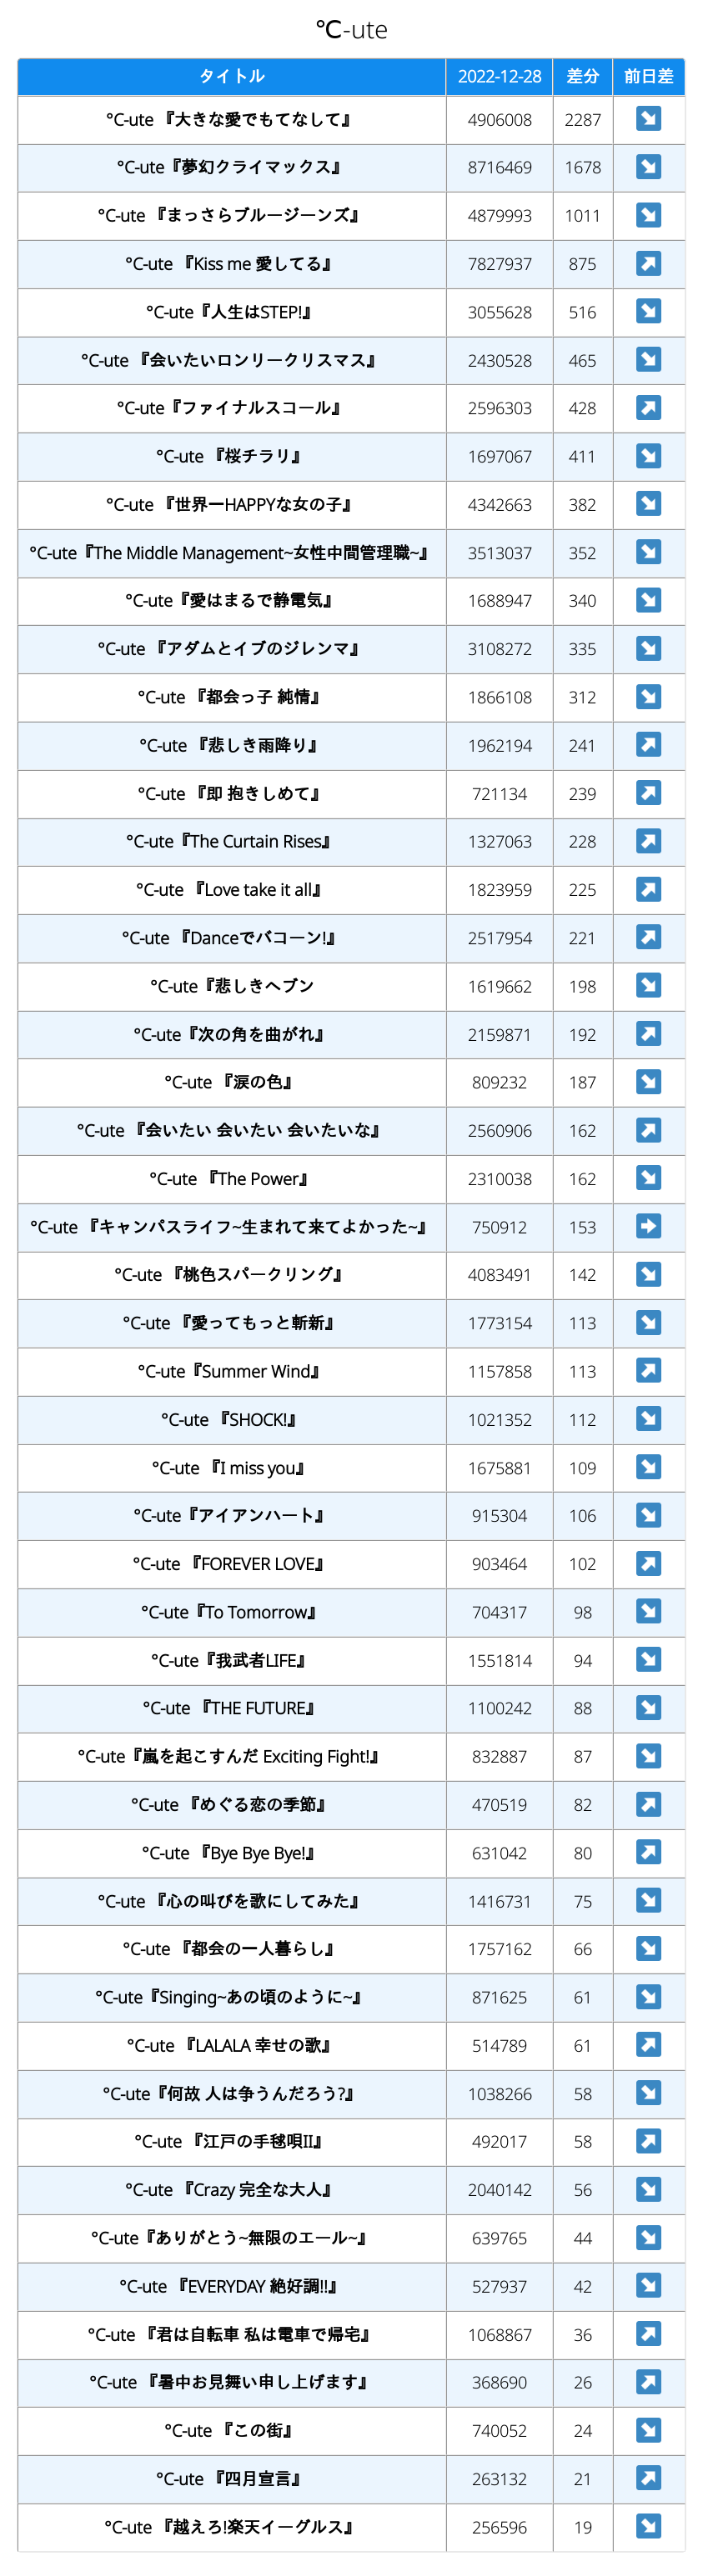 ℃-ute
タイトル 2022-12-28 差分 前日差
°C-ute 『大きな愛でもてなして』 4906008 2287 ↘
°C-ute『夢幻クライマックス』 8716469 1678 ↘
°C-ute 『まっさらブルージーンズ』 4879993 1011 ↘
°C-ute 『Kiss me 愛してる』 7827937 875 ↗
°C-ute『人生はSTEP!』 3055628 516 ↘
°C-ute 『会いたいロンリークリスマス』 2430528 465 ↘
°C-ute『ファイナルスコール』 2596303 428 ↗
°C-ute 『桜チラリ』 1697067 411 ↘
°C-ute 『世界一HAPPYな女の子』 4342663 382 ↘
°C-ute『The Middle Management~女性中間管理職~』 3513037 352 ↘
°C-ute『愛はまるで静電気』 1688947 340 ↘
°C-ute 『アダムとイブのジレンマ』 3108272 335 ↘
°C-ute 『都会っ子 純情』 1866108 312 ↘
°C-ute 『悲しき雨降り』 1962194 241 ↗
°C-ute 『即 抱きしめて』 721134 239 ↗
°C-ute『The Curtain Rises』 1327063 228 ↗
°C-ute 『Love take it all』 1823959 225 ↗
°C-ute 『Danceでバコーン!』 2517954 221 ↗
°C-ute『悲しきヘブン 1619662 198 ↘
°C-ute『次の角を曲がれ』 2159871 192 ↗
°C-ute 『涙の色』 809232 187 ↘
°C-ute 『会いたい 会いたい 会いたいな』 2560906 162 ↗
°C-ute 『The Power』 2310038 162 ↘
°C-ute 『キャンパスライフ~生まれて来てよかった~』 750912 153 ➡
°C-ute 『桃色スパークリング』 4083491 142 ↘
°C-ute 『愛ってもっと斬新』 1773154 113 ↘
°C-ute『Summer Wind』 1157858 113 ↗
°C-ute 『SHOCK!』 1021352 112 ↘
°C-ute 『I miss you』 1675881 109 ↘
°C-ute『アイアンハート』 915304 106 ↘
°C-ute 『FOREVER LOVE』 903464 102 ↗
°C-ute『To Tomorrow』 704317 98 ↘
°C-ute『我武者LIFE』 1551814 94 ↘
°C-ute 『THE FUTURE』 1100242 88 ↘
°C-ute『嵐を起こすんだ Exciting Fight!』 832887 87 ↘
°C-ute 『めぐる恋の季節』 470519 82 ↗
°C-ute 『Bye Bye Bye!』 631042 80 ↗
°C-ute 『心の叫びを歌にしてみた』 1416731 75 ↘
°C-ute 『都会の一人暮らし』 1757162 66 ↘
°C-ute『Singing~あの頃のように~』 871625 61 ↘
°C-ute 『LALALA 幸せの歌』 514789 61 ↗
°C-ute『何故 人は争うんだろう?』 1038266 58 ↘
°C-ute 『江戸の手毬唄II』 492017 58 ↗
°C-ute 『Crazy 完全な大人』 2040142 56 ↘
°C-ute『ありがとう~無限のエール~』 639765 44 ↘
°C-ute 『EVERYDAY 絶好調!!』 527937 42 ↘
°C-ute 『君は自転車 私は電車で帰宅』 1068867 36 ↗
°C-ute 『暑中お見舞い申し上げます』 368690 26 ↗
°C-ute 『この街』 740052 24 ↘
°C-ute 『四月宣言』 263132 21 ↗
°C-ute 『越えろ!楽天イーグルス』 256596 19 ↘